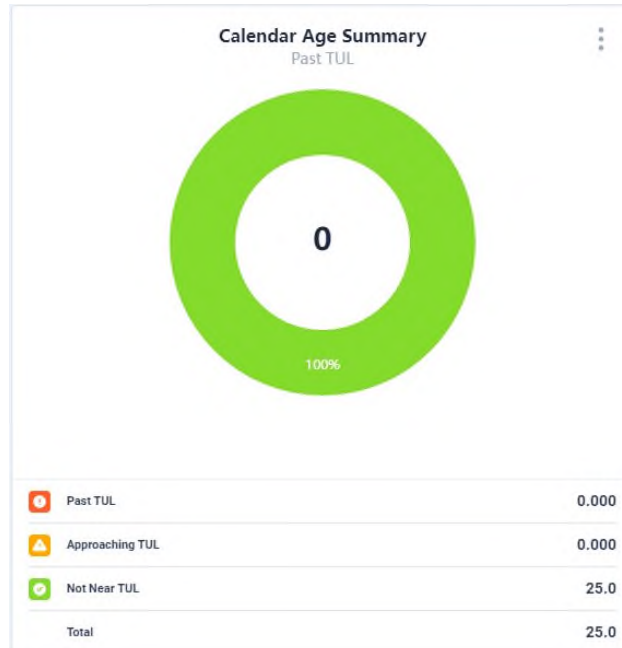 Calendar Age Summary
Past TUL
0
100%
Past TUL 0.000
Approaching TUL 0.000
Not Near TUL 25.0
Total 25.0